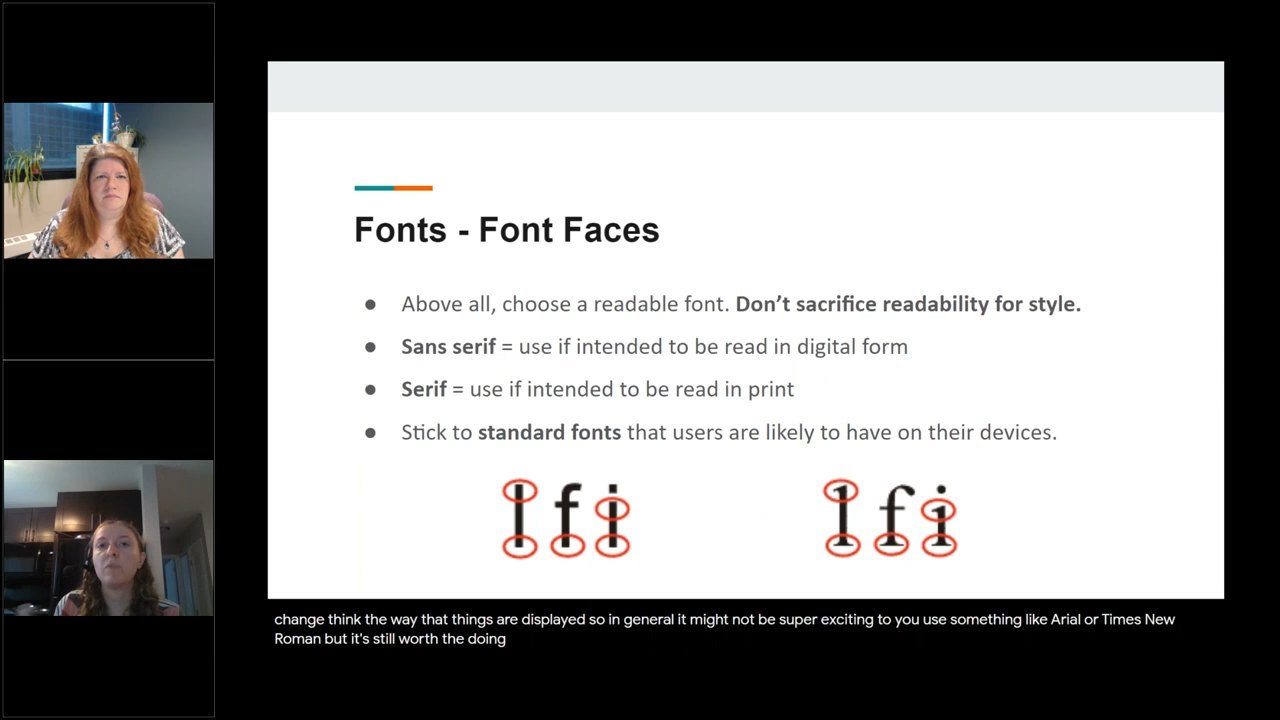 Fonts - Font Faces
● Above all, choose a readable font. Don’t sacrifice readability for style.
● Sans serif = use if intended to be read in digital form
● Serif = use if intended to be read in print
● Stick to standard fonts that users are likely to have on their devices.
l f i l f i
change think the way that things are displayed so in general it might not be super exciting to you use something like Arial or Times New
Roman but it's still worth the doing